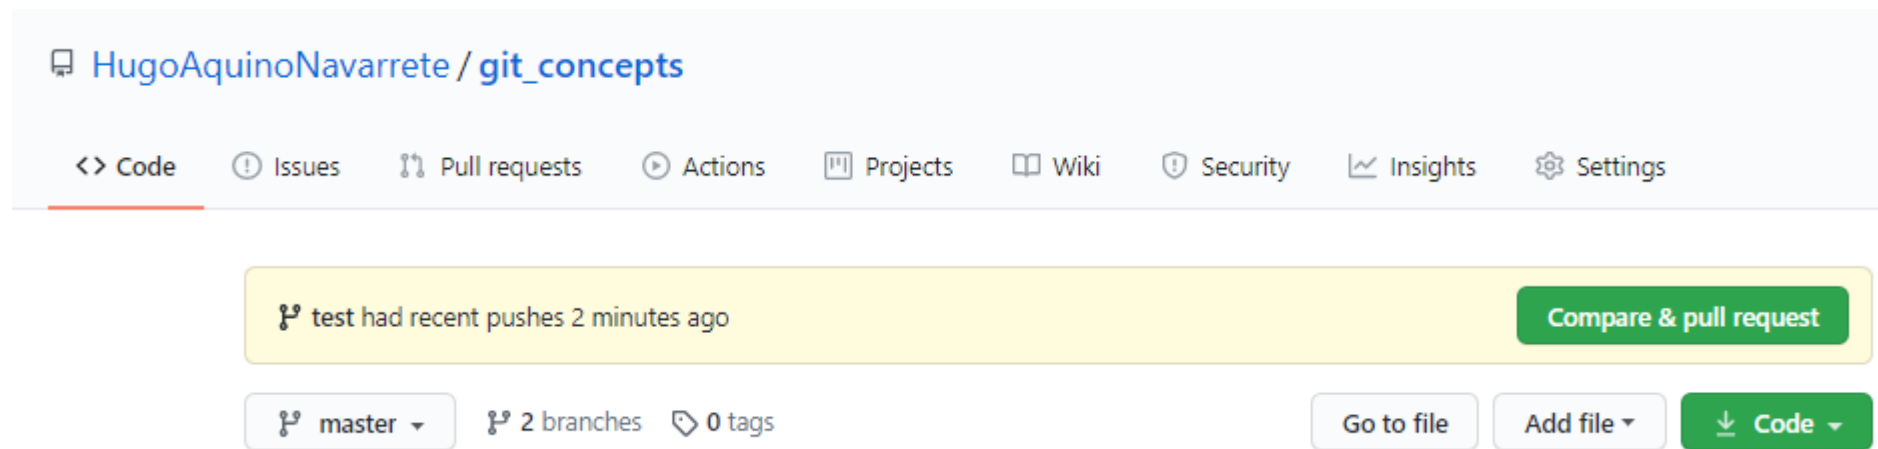 HugoAquinoNavarrete / git_concepts
<> Code Issues Pull requests Actions Projects Wiki Security Insights Settings
test had recent pushes 2 minutes ago Compare & pull request
master 2 branches 0 tags Go to file Add file Code